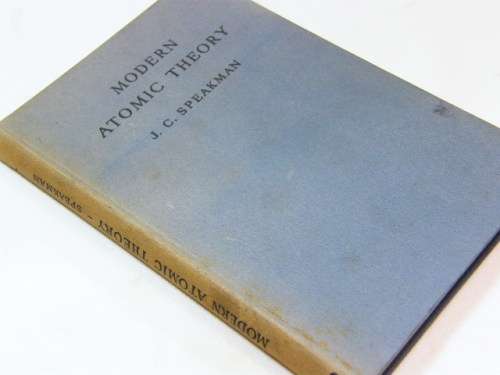 MODERN
ATOMIC THEORY
J. C. SPEAKMAN
MODERN ATOMIC THEORY - SPEAKMAN